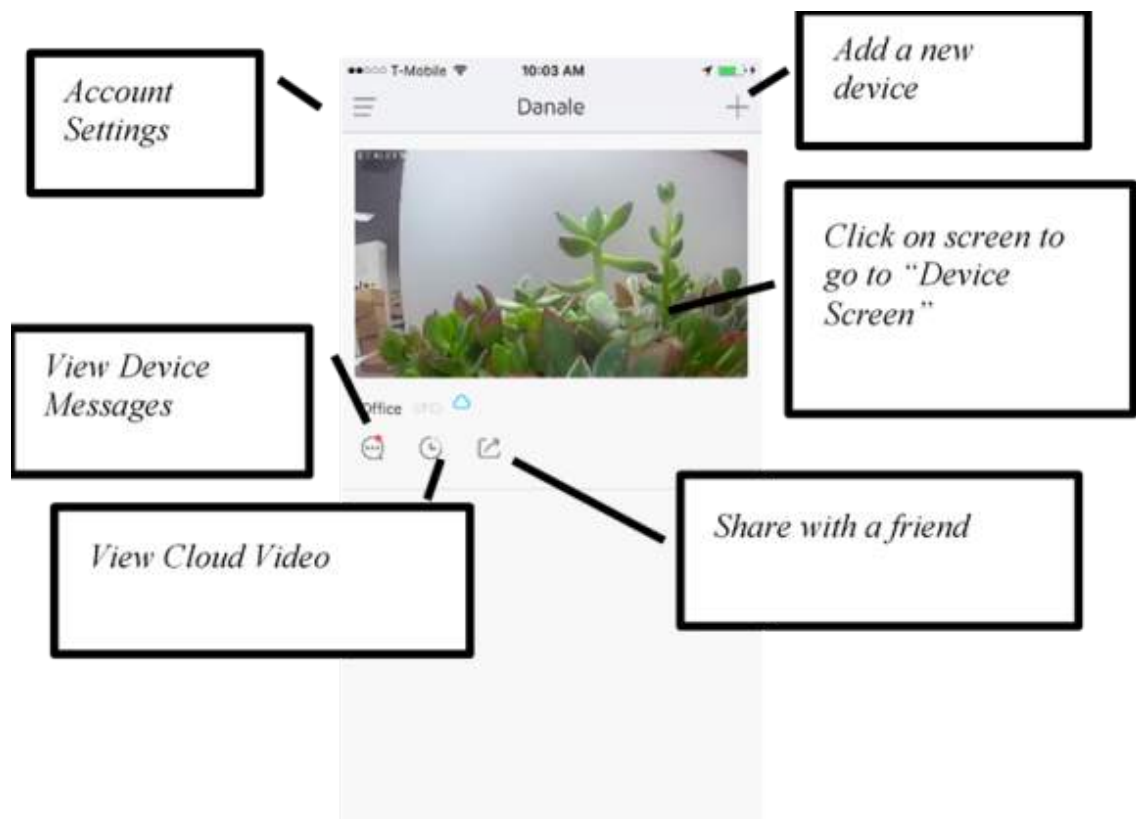 Account
Settings
T-Mobile
10:03 AM
Danale
Add a new
device
Click on screen to
go to “Device
Screen”
View Device
Messages
Office
View Cloud Video
Share with a friend